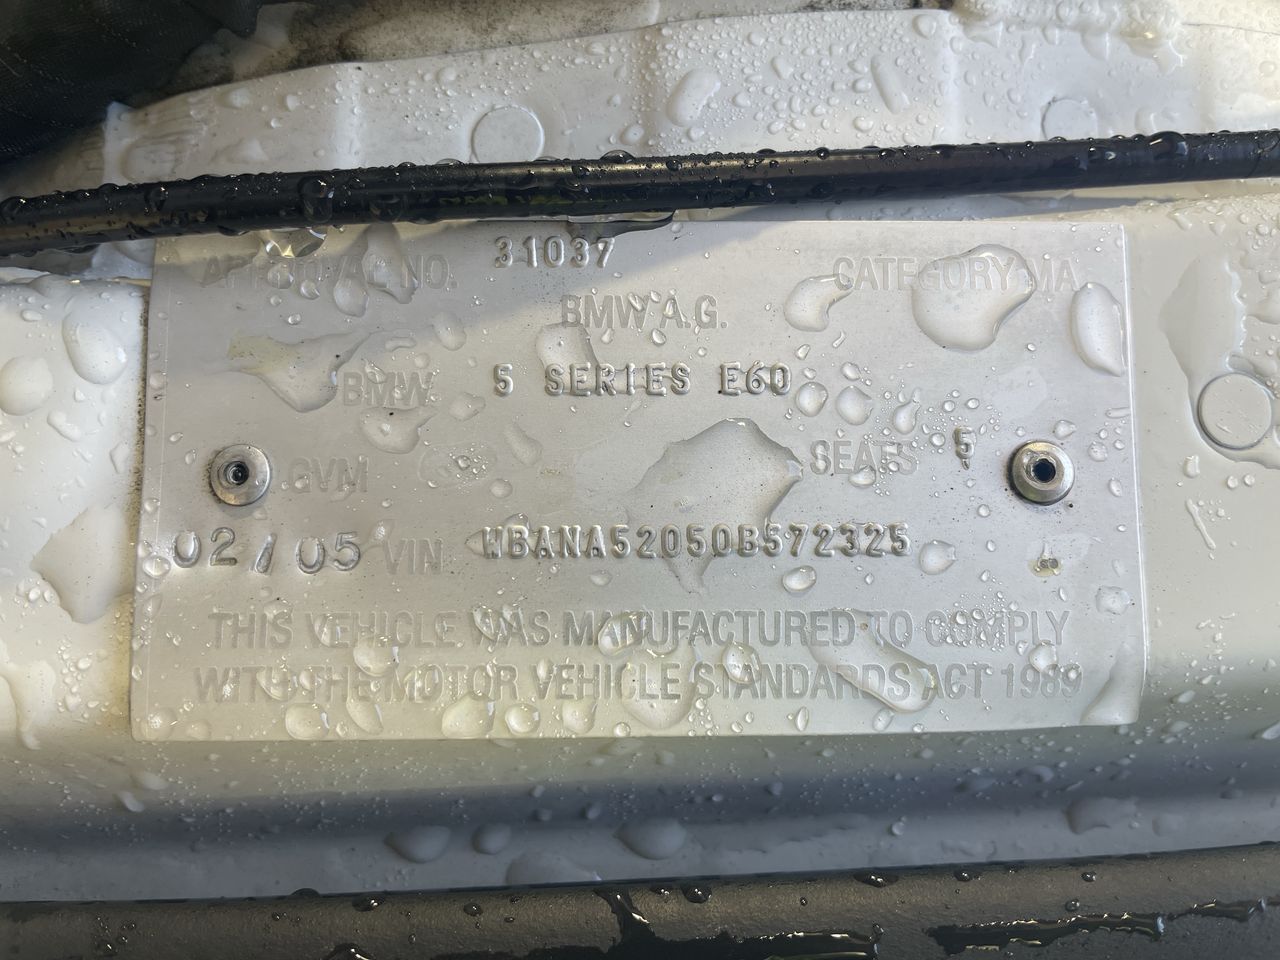 APPROVAL NO. 31037 CATEGORY MA
BMW A.G.
BMW 5 SERIES E60
GVM SEATS 5
02/05 VIN WBANA52050B572325
THIS VEHICLE WAS MANUFACTURED TO COMPLY
WITH THE MOTOR VEHICLE STANDARDS ACT 1989